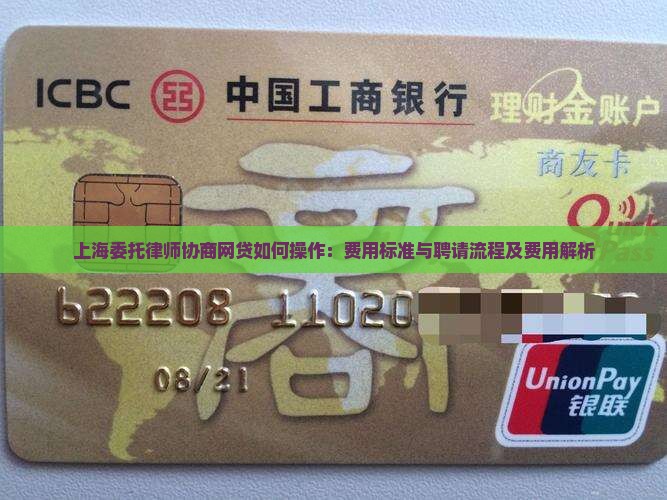 ICBC 中国工商银行 理财金账户
商友卡
Quick
商
上海委托律师协商网贷如何操作：费用标准与聘请流程及费用解析
622208 11020
08/21
UnionPay
银联